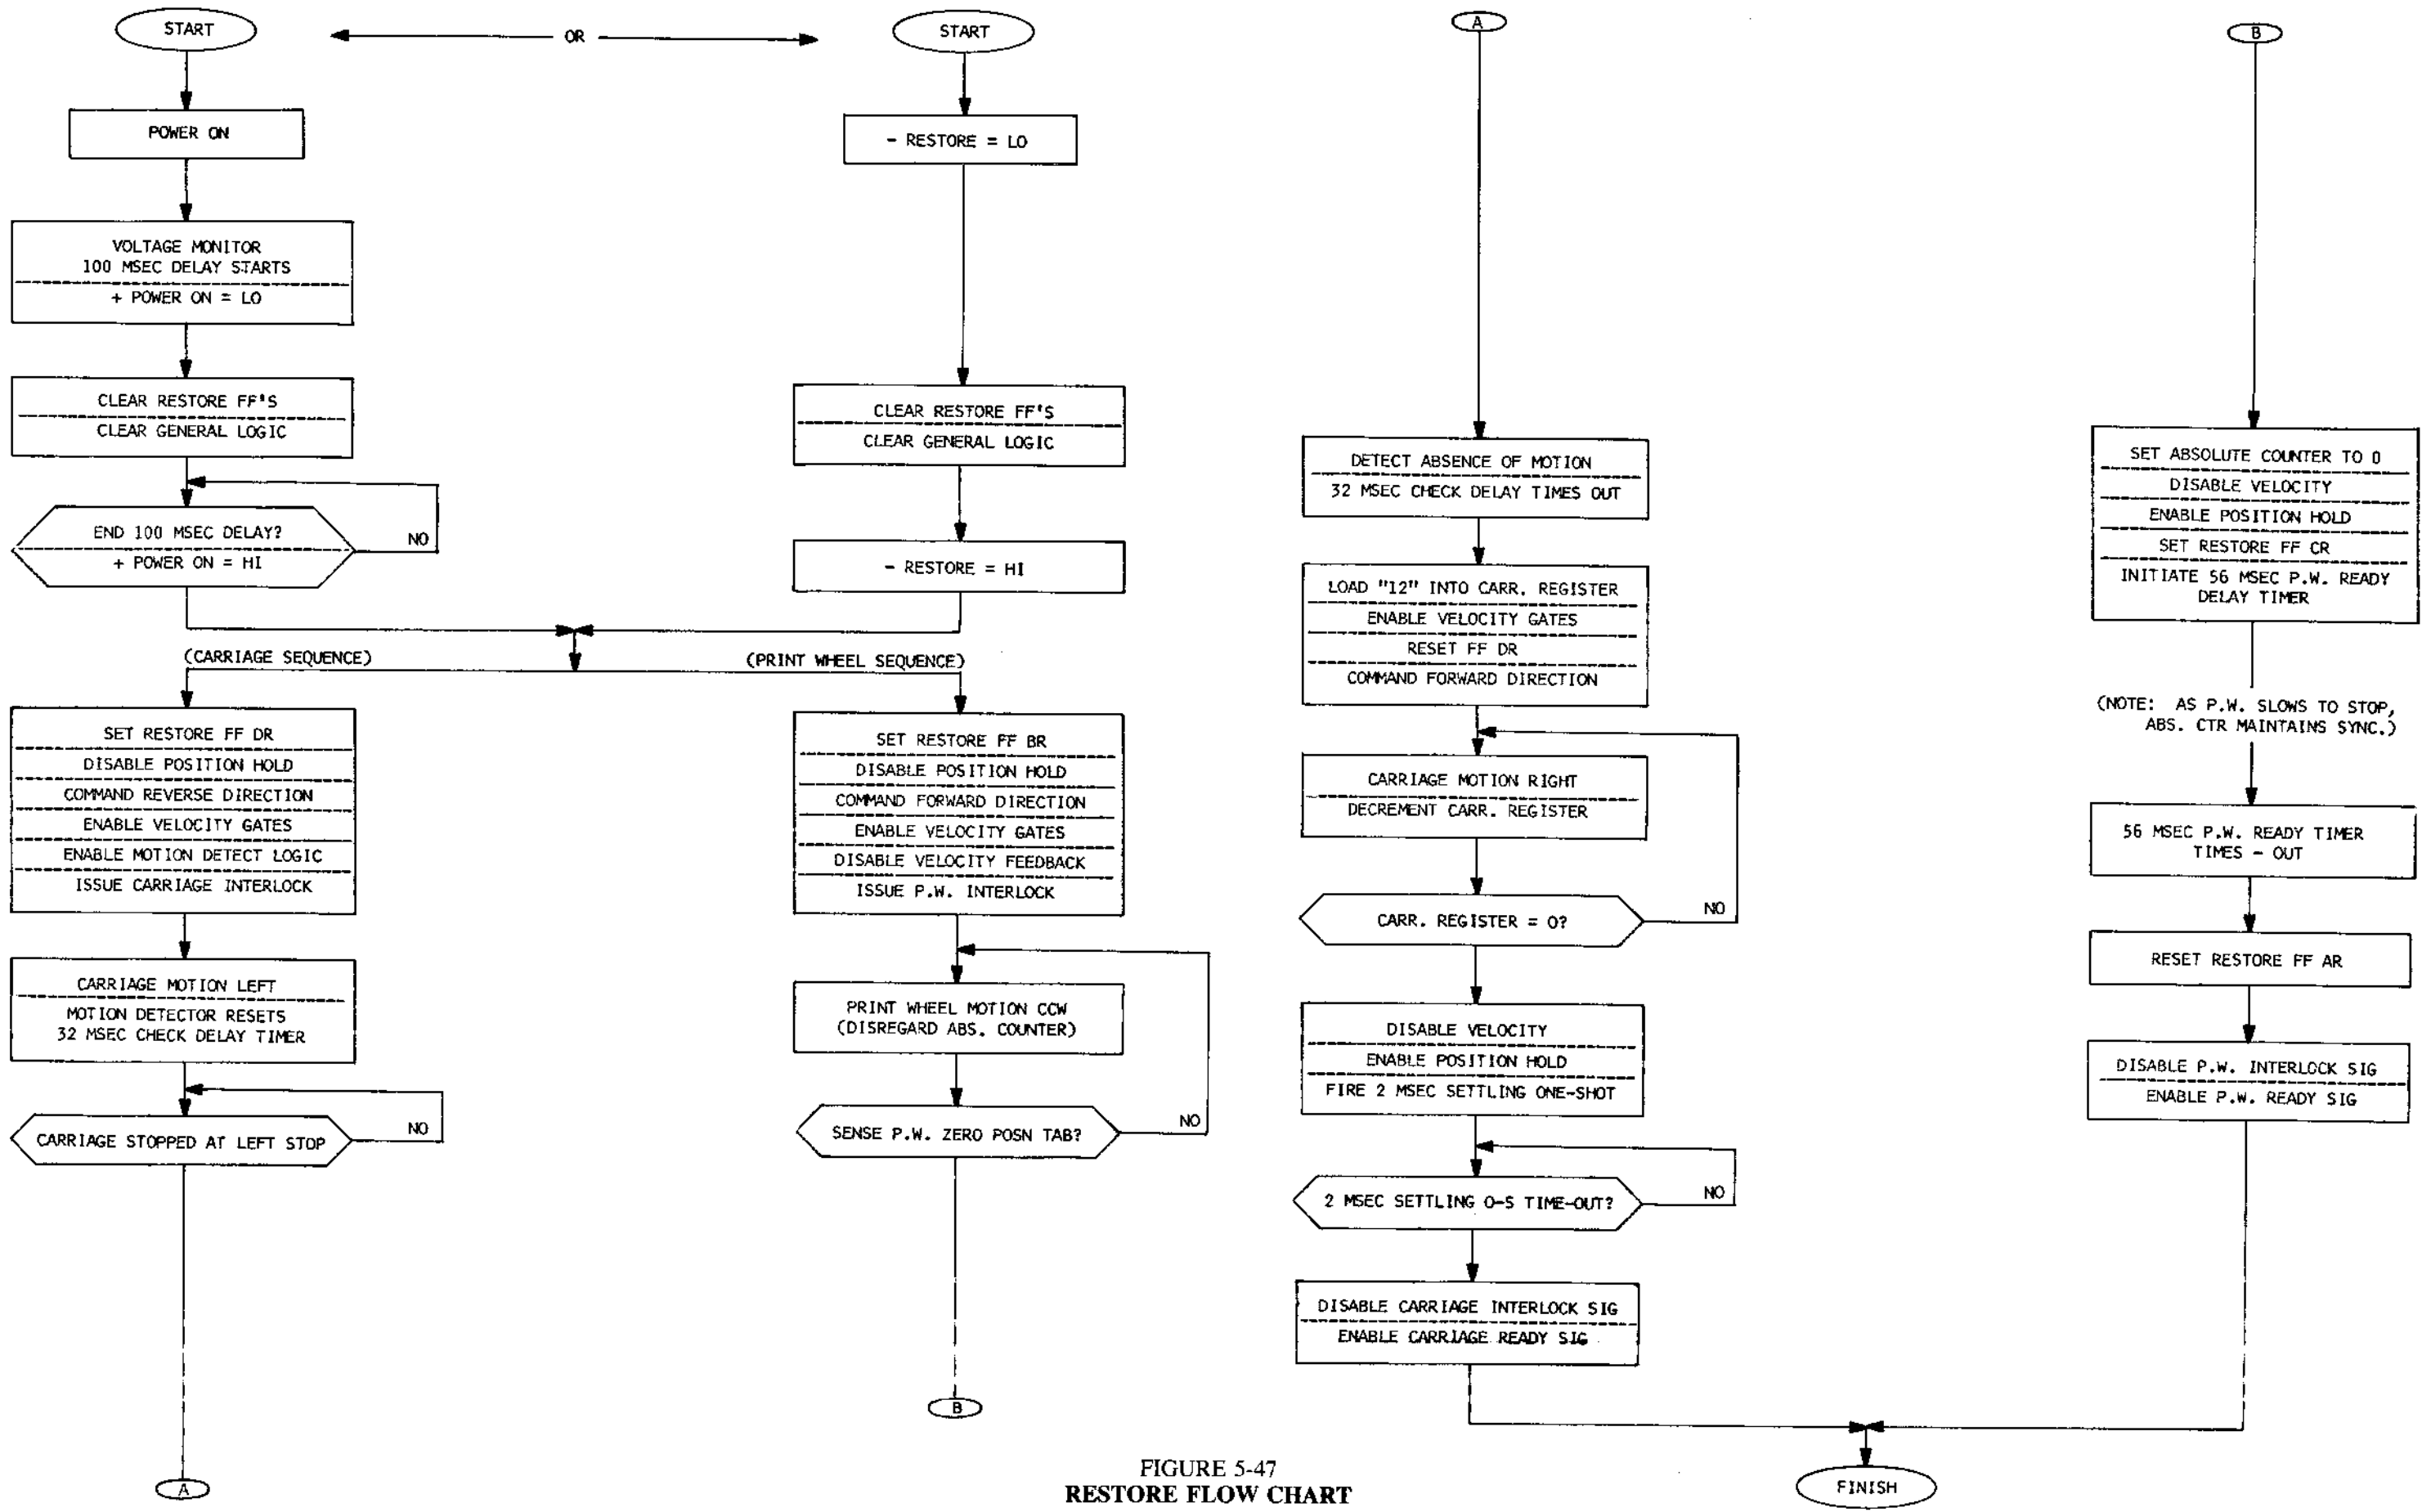 START
OR
START
POWER ON
- RESTORE = LO
VOLTAGE MONITOR
100 MSEC DELAY STARTS
+ POWER ON = LO
CLEAR RESTORE FF'S
CLEAR GENERAL LOGIC
CLEAR RESTORE FF'S
CLEAR GENERAL LOGIC
END 100 MSEC DELAY?
+ POWER ON = HI
NO
- RESTORE = HI
(CARRIAGE SEQUENCE)
(PRINT WHEEL SEQUENCE)
SET RESTORE FF DR
DISABLE POSITION HOLD
COMMAND REVERSE DIRECTION
ENABLE VELOCITY GATES
ENABLE MOTION DETECT LOGIC
ISSUE CARRIAGE INTERLOCK
CARRIAGE MOTION LEFT
MOTION DETECTOR RESETS
32 MSEC CHECK DELAY TIMER
CARRIAGE STOPPED AT LEFT STOP
NO
A
SET RESTORE FF BR
DISABLE POSITION HOLD
COMMAND FORWARD DIRECTION
ENABLE VELOCITY GATES
DISABLE VELOCITY FEEDBACK
ISSUE P.W. INTERLOCK
PRINT WHEEL MOTION CCW
(DISREGARD ABS. COUNTER)
SENSE P.W. ZERO POSN TAB?
NO
B
A
DETECT ABSENCE OF MOTION
32 MSEC CHECK DELAY TIMES OUT
LOAD "12" INTO CARR. REGISTER
ENABLE VELOCITY GATES
RESET FF DR
COMMAND FORWARD DIRECTION
CARRIAGE MOTION RIGHT
DECREMENT CARR. REGISTER
CARR. REGISTER = 0?
NO
DISABLE VELOCITY
ENABLE POSITION HOLD
FIRE 2 MSEC SETTLING ONE-SHOT
2 MSEC SETTLING O-S TIME-OUT?
NO
DISABLE CARRIAGE INTERLOCK SIG
ENABLE CARRIAGE READY SIG
B
SET ABSOLUTE COUNTER TO 0
DISABLE VELOCITY
ENABLE POSITION HOLD
SET RESTORE FF CR
INITIATE 56 MSEC P.W. READY
DELAY TIMER
(NOTE: AS P.W. SLOWS TO STOP,
ABS. CTR MAINTAINS SYNC.)
56 MSEC P.W. READY TIMER
TIMES - OUT
RESET RESTORE FF AR
DISABLE P.W. INTERLOCK SIG
ENABLE P.W. READY SIG
FINISH
FIGURE 5-47
RESTORE FLOW CHART